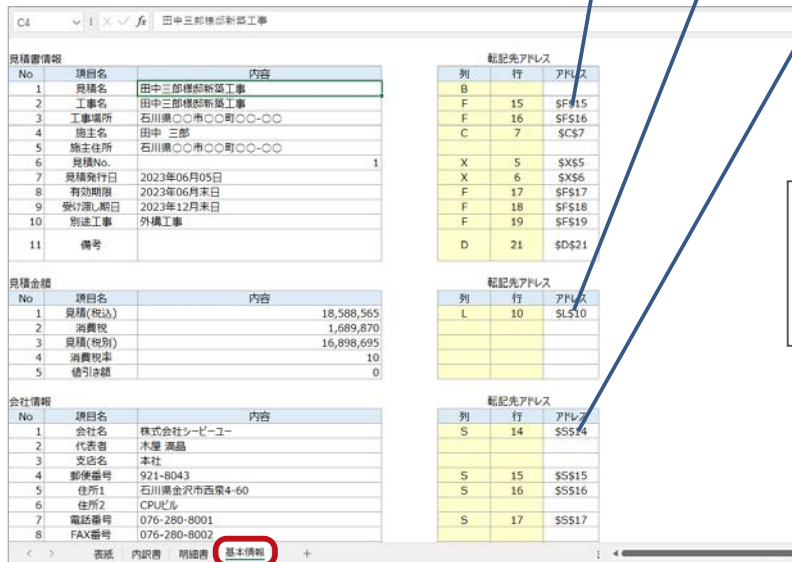 C4 fx 田中三郎様邸新築工事
見積書情報 転記先アドレス
No 項目名 内容 列 行 アドレス
1 見積名 田中三郎様邸新築工事 B
2 工事名 田中三郎様邸新築工事 F 15 $F$15
3 工事場所 石川県〇〇市〇〇町〇〇-〇〇 F 16 $F$16
4 施主名 田中 三郎 C 7 $C$7
5 施主住所 石川県〇〇市〇〇町〇〇-〇〇
6 見積No. 1 X 5 $X$5
7 見積発行日 2023年06月05日 X 6 $X$6
8 有効期限 2023年06月末日 F 17 $F$17
9 受け渡し期日 2023年12月末日 F 18 $F$18
10 別途工事 外構工事 F 19 $F$19
11 備考 D 21 $D$21
見積金額 転記先アドレス
No 項目名 内容 列 行 アドレス
1 見積(税込) 18,588,565 L 10 $L$10
2 消費税 1,689,870
3 見積(税別) 16,898,695
4 消費税率 10
5 値引き額 0
会社情報 転記先アドレス
No 項目名 内容 列 行 アドレス
1 会社名 株式会社シーピーユー S 14 $S$14
2 代表者 木屋 満晶
3 支店名 本社
4 郵便番号 921-8043 S 15 $S$15
5 住所1 石川県金沢市西泉4-60 S 16 $S$16
6 住所2 CPUビル
7 電話番号 076-280-8001 S 17 $S$17
8 FAX番号 076-280-8002
表紙 内訳書 明細書 基本情報 +